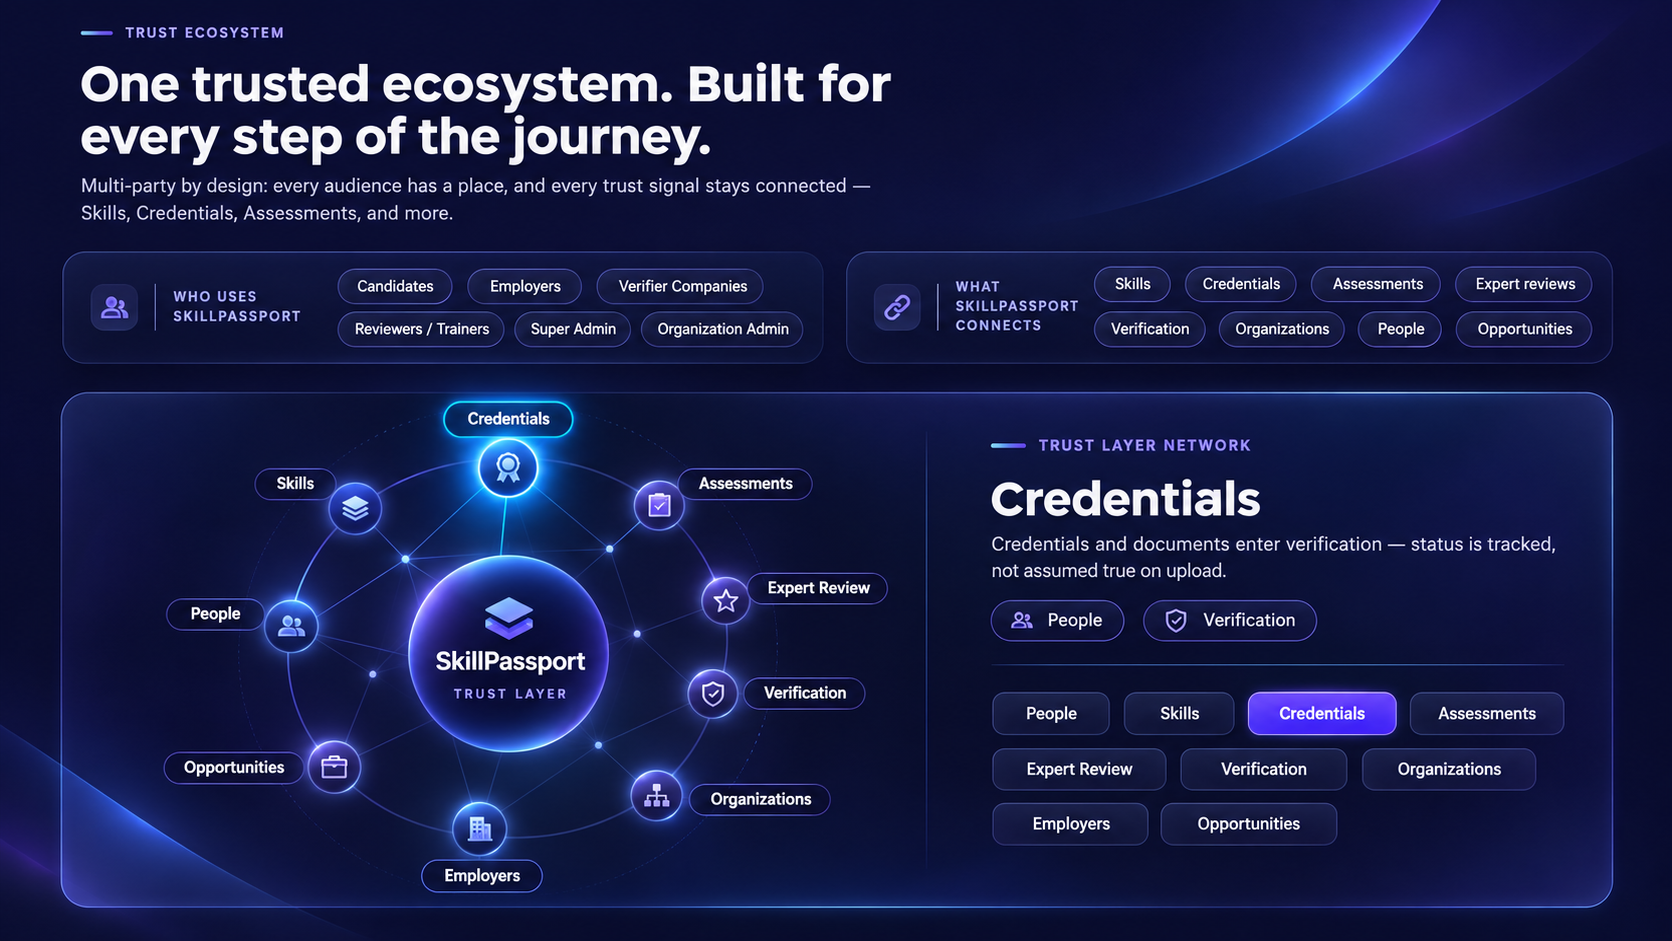 TRUST ECOSYSTEM
One trusted ecosystem. Built for
every step of the journey.
Multi-party by design: every audience has a place, and every trust signal stays connected —
Skills, Credentials, Assessments, and more.
WHO USES
SKILLPASSPORT
Candidates
Employers
Verifier Companies
Reviewers / Trainers
Super Admin
Organization Admin
WHAT
SKILLPASSPORT
CONNECTS
Skills
Credentials
Assessments
Expert reviews
Verification
Organizations
People
Opportunities
Credentials
Skills
Assessments
Expert Review
People
SkillPassport
TRUST LAYER
Verification
Opportunities
Organizations
Employers
TRUST LAYER NETWORK
Credentials
Credentials and documents enter verification — status is tracked,
not assumed true on upload.
People
Verification
People
Skills
Credentials
Assessments
Expert Review
Verification
Organizations
Employers
Opportunities